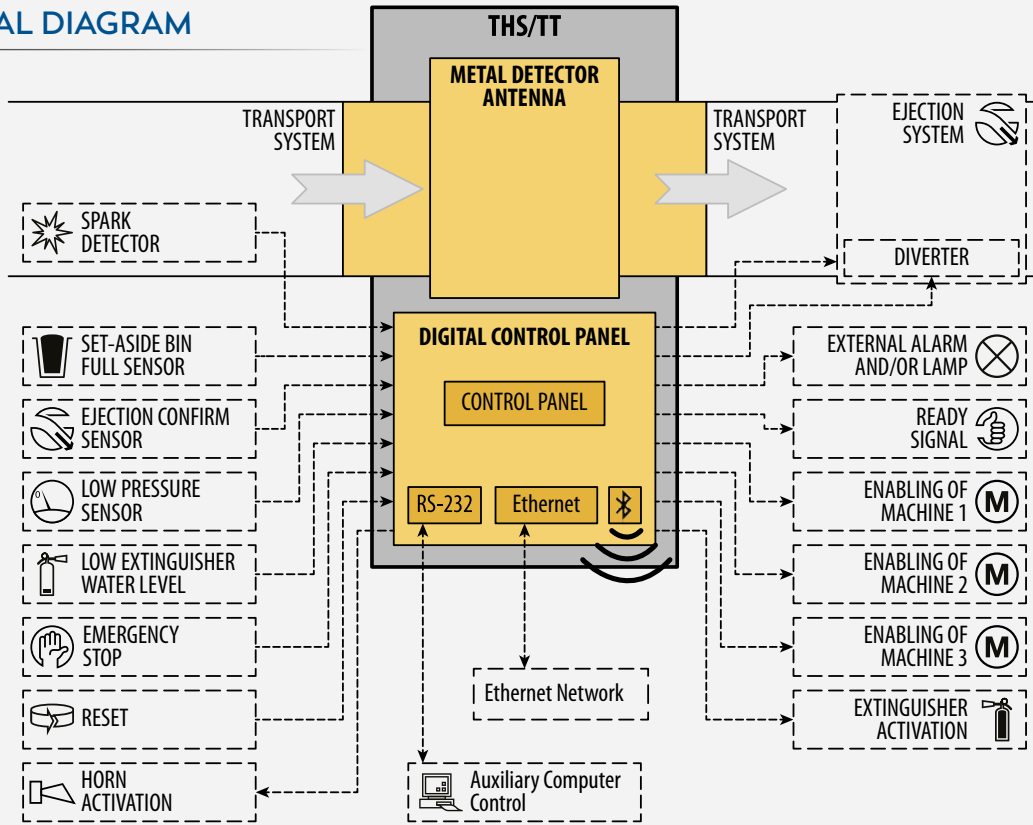 AL DIAGRAM
THS/TT
METAL DETECTOR
ANTENNA
TRANSPORT
SYSTEM
TRANSPORT
SYSTEM
EJECTION
SYSTEM
DIVERTER
SPARK
DETECTOR
SET-ASIDE BIN
FULL SENSOR
EJECTION CONFIRM
SENSOR
0
LOW PRESSURE
SENSOR
LOW EXTINGUISHER
WATER LEVEL
EMERGENCY
STOP
RESET
HORN
ACTIVATION
DIGITAL CONTROL PANEL
CONTROL PANEL
RS-232
Ethernet
Ethernet Network
Auxiliary Computer
Control
EXTERNAL ALARM
AND/OR LAMP
READY
SIGNAL
ENABLING OF
MACHINE 1
M
ENABLING OF
MACHINE 2
M
ENABLING OF
MACHINE 3
M
EXTINGUISHER
ACTIVATION